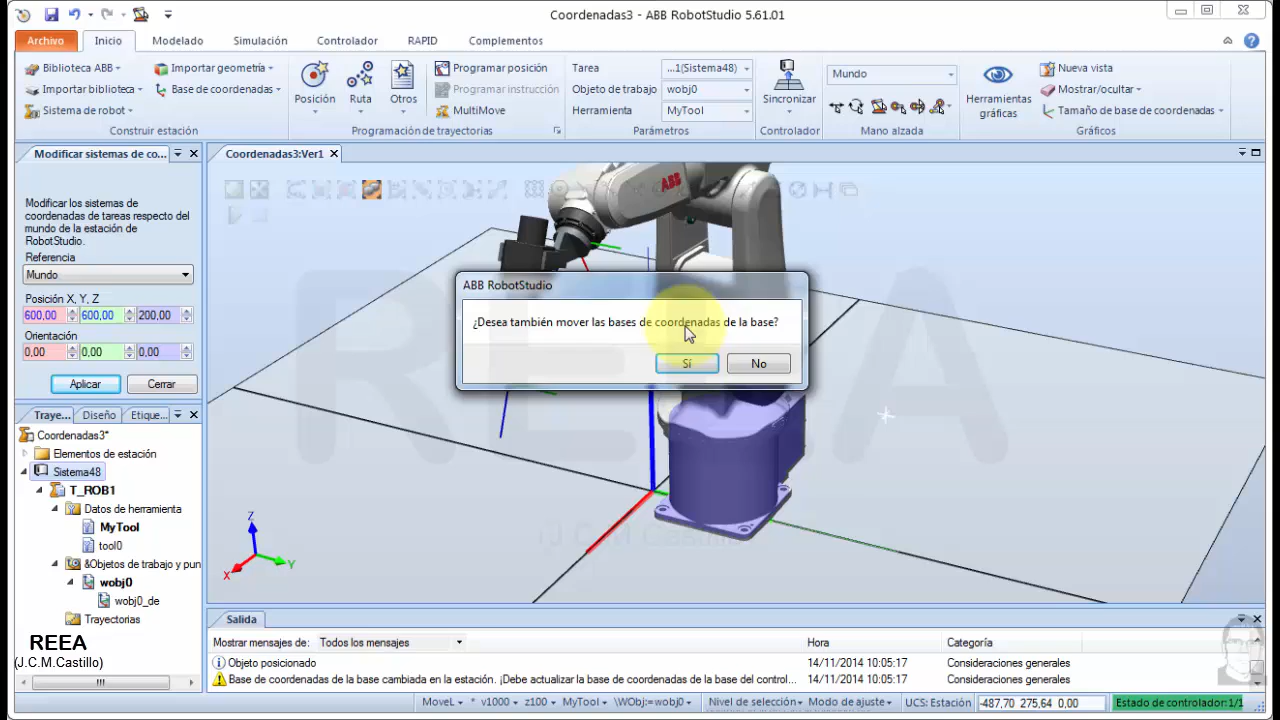 Coordenadas3 - ABB RobotStudio 5.61.01
Archivo Inicio Modelado Simulación Controlador RAPID Complementos
Biblioteca ABB Importar geometría Programar posición Tarea ...1(Sistema48) Mundo Nueva vista
Importar biblioteca Base de coordenadas Posición Ruta Otros Programar instrucción Objeto de trabajo wobj0 Sincronizar Herramientas gráficas Mostrar/ocultar
Sistema de robot MultiMove Herramienta MyTool Tamaño de base de coordenadas
Construir estación Programación de trayectorias Parámetros Controlador Mano alzada Gráficos
Modificar sistemas de co... Coordenadas3:Ver1
Modificar los sistemas de
coordenadas de tareas respecto del
mundo de la estación de
RobotStudio.
Referencia
Mundo
Posición X, Y, Z
600,00 600,00 200,00
Orientación
0,00 0,00 0,00
Aplicar Cerrar
ABB
ABB RobotStudio
¿Desea también mover las bases de coordenadas de la base?
Sí No
REEA
(J.C.M.Castillo)
Traye... Diseño Etique...
Coordenadas3*
Elementos de estación
Sistema48
T_ROB1
Datos de herramienta
MyTool
tool0
&Objetos de trabajo y pun
wobj0
wobj0_de
Trayectorias
REEA
(J.C.M.Castillo)
Z
X
Y
Salida
Mostrar mensajes de: Todos los mensajes Hora Categoría
Objeto posicionado 14/11/2014 10:05:17 Consideraciones generales
Base de coordenadas de la base cambiada en la estación. ¡Debe actualizar la base de coordenadas de la base del control... 14/11/2014 10:05:17 Consideraciones generales
MoveL * v1000 z100 MyTool \WObj:=wobj0 Nivel de selección Modo de ajuste UCS: Estación -487,70 275,64 0,00 Estado de controlador: 1/1